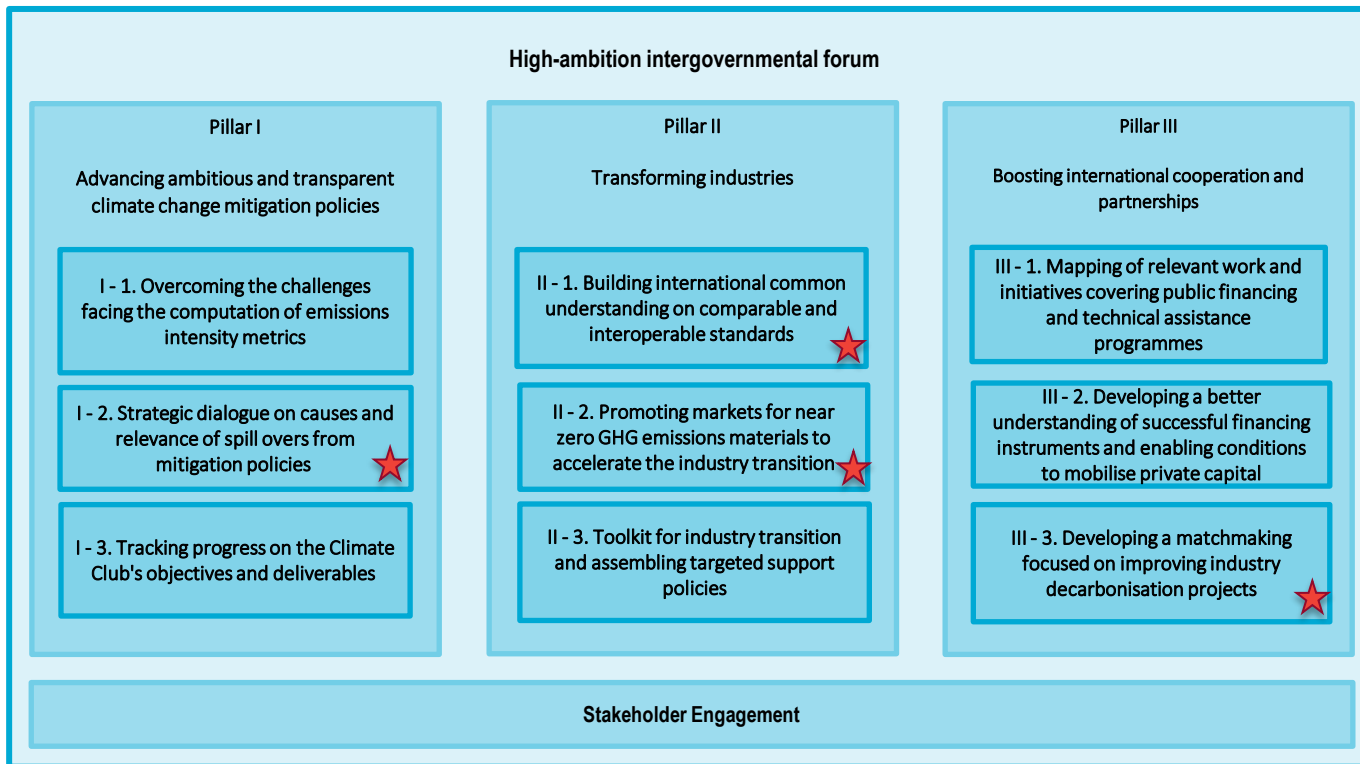 High-ambition intergovernmental forum
Pillar I
Advancing ambitious and transparent
climate change mitigation policies
I - 1. Overcoming the challenges
facing the computation of emissions
intensity metrics
I - 2. Strategic dialogue on causes and
relevance of spill overs from
mitigation policies
I - 3. Tracking progress on the Climate
Club's objectives and deliverables
Pillar II
Transforming industries
II - 1. Building international common
understanding on comparable and
interoperable standards
II - 2. Promoting markets for near
zero GHG emissions materials to
accelerate the industry transition
II - 3. Toolkit for industry transition
and assembling targeted support
policies
Pillar III
Boosting international cooperation and
partnerships
III - 1. Mapping of relevant work and
initiatives covering public financing
and technical assistance
programmes
III - 2. Developing a better
understanding of successful financing
instruments and enabling conditions
to mobilise private capital
III - 3. Developing a matchmaking
focused on improving industry
decarbonisation projects
Stakeholder Engagement